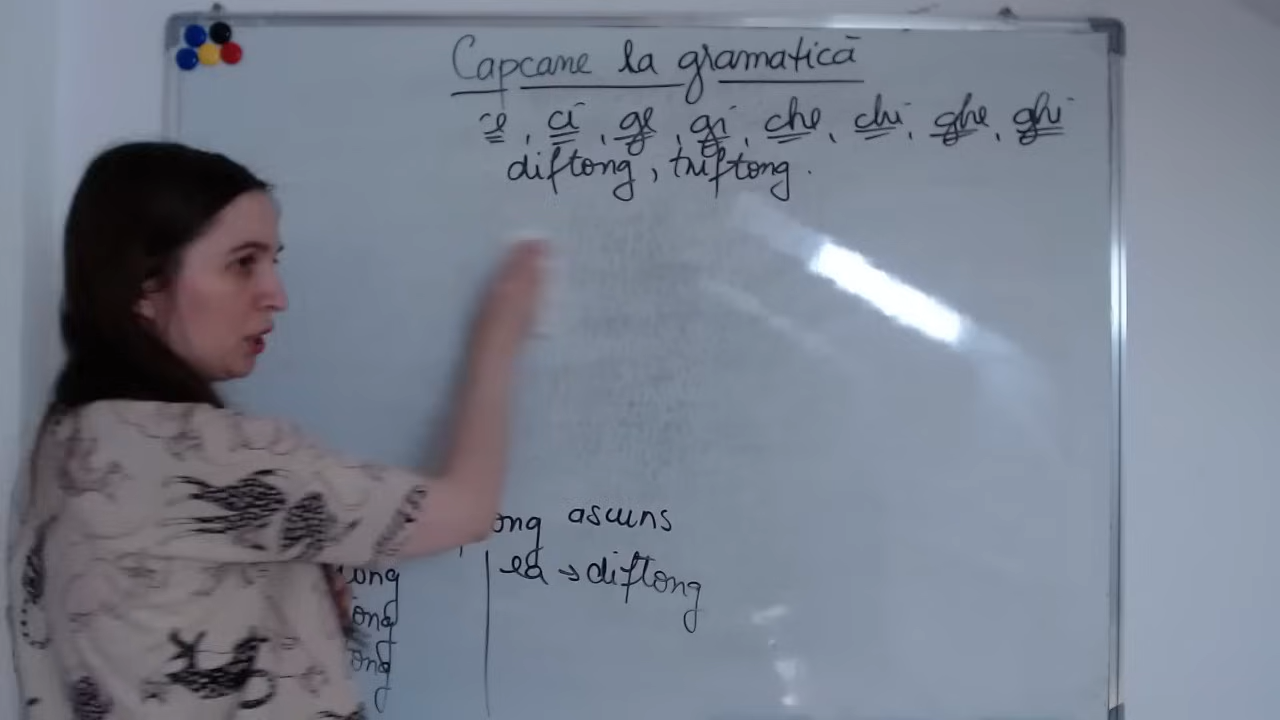 Capcane la gramatică
ce, ci, ge, gi, che, chi, ghe, ghi
diftong, triftong.
ong ascuns
ea → diftong
tong
ong
ong